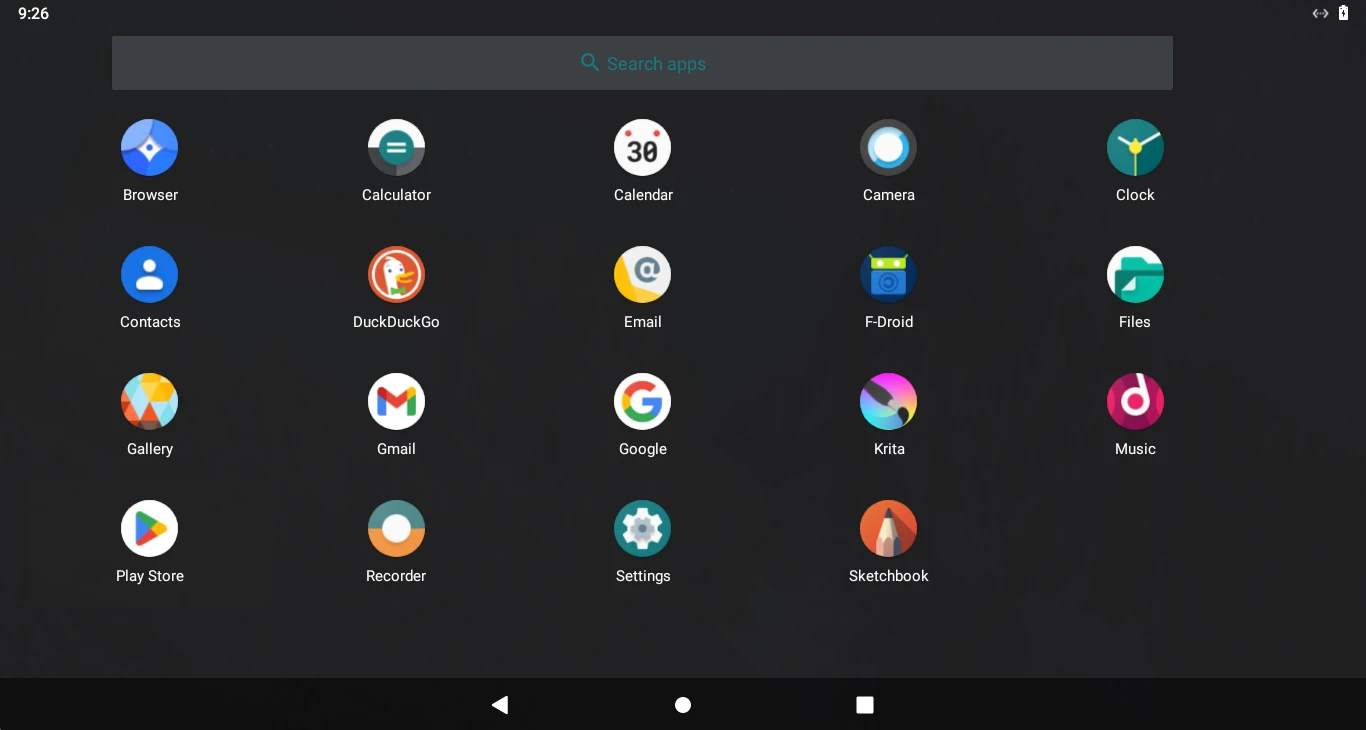 9:26
Search apps
Browser
Calculator
30
Calendar
Camera
Clock
Contacts
DuckDuckGo
@
Email
F-Droid
Files
Gallery
Gmail
Google
Krita
Music
Play Store
Recorder
Settings
Sketchbook